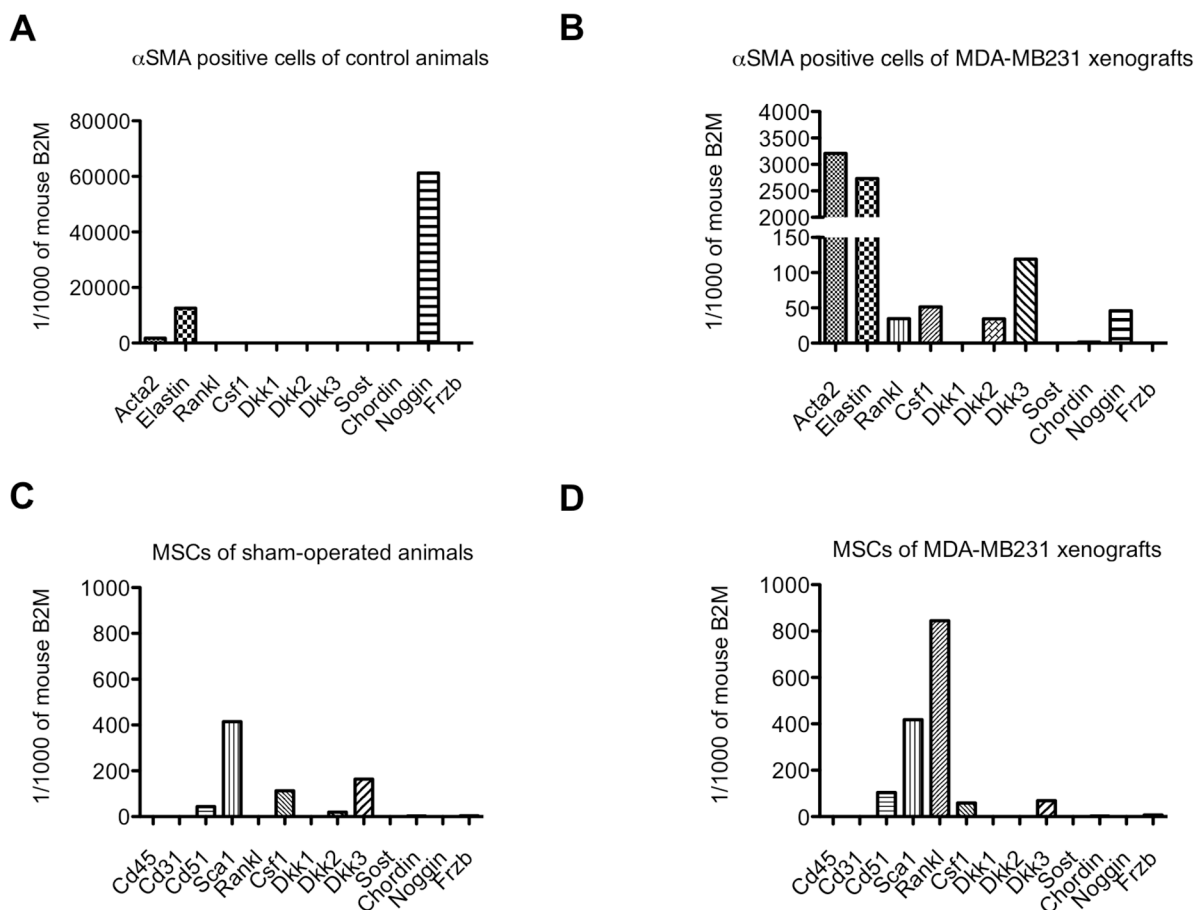 A
αSMA positive cells of control animals
1/1000 of mouse B2M
80000
60000
40000
20000
0
Acta2
Elastin
Rankl
Csf1
Dkk1
Dkk2
Dkk3
Sost
Chordin
Noggin
Frzb
B
αSMA positive cells of MDA-MB231 xenografts
1/1000 of mouse B2M
4000
3500
3000
2500
2000
150
100
50
0
Acta2
Elastin
Rankl
Csf1
Dkk1
Dkk2
Dkk3
Sost
Chordin
Noggin
Frzb
C
MSCs of sham-operated animals
1/1000 of mouse B2M
1000
800
600
400
200
0
Cd45
Cd31
Cd51
Sca1
Rankl
Csf1
Dkk1
Dkk2
Dkk3
Sost
Chordin
Noggin
Frzb
D
MSCs of MDA-MB231 xenografts
1/1000 of mouse B2M
1000
800
600
400
200
0
Cd45
Cd31
Cd51
Sca1
Rankl
Csf1
Dkk1
Dkk2
Dkk3
Sost
Chordin
Noggin
Frzb